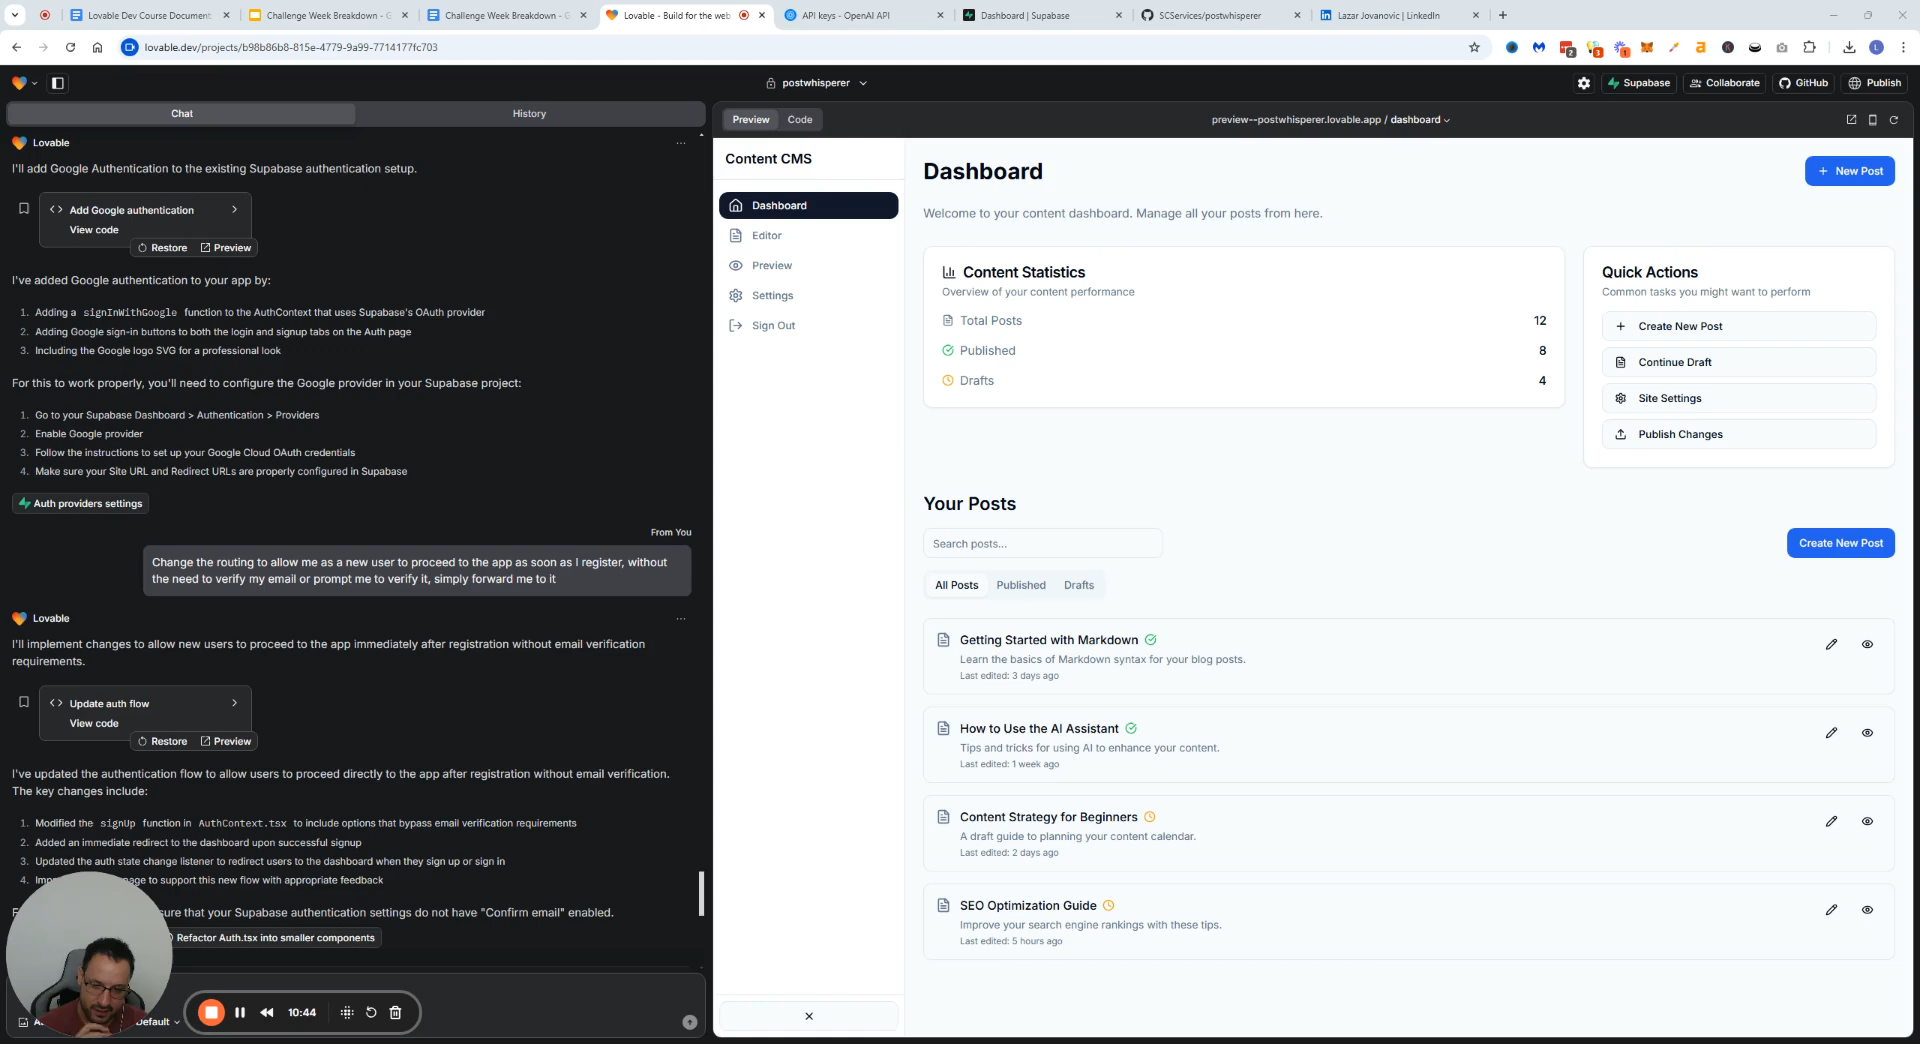 Lovable Dev Course Document
Challenge Week Breakdown - G
Challenge Week Breakdown - G
Lovable - Build for the web
API keys - OpenAI API
Dashboard | Supabase
SCServices/postwhisperer
Lazar Jovanovic | LinkedIn
lovable.dev/projects/b98b86b8-815e-4779-9a99-7714177fc703
2
3
1
L
postwhisperer
Supabase
Collaborate
GitHub
Publish
Chat
History
Preview
Code
preview--postwhisperer.lovable.app / dashboard
Lovable
I'll add Google Authentication to the existing Supabase authentication setup.
Add Google authentication
View code
Restore
Preview
I've added Google authentication to your app by:
1. Adding a signInWithGoogle function to the AuthContext that uses Supabase's OAuth provider
2. Adding Google sign-in buttons to both the login and signup tabs on the Auth page
3. Including the Google logo SVG for a professional look
For this to work properly, you'll need to configure the Google provider in your Supabase project:
1. Go to your Supabase Dashboard > Authentication > Providers
2. Enable Google provider
3. Follow the instructions to set up your Google Cloud OAuth credentials
4. Make sure your Site URL and Redirect URLs are properly configured in Supabase
Auth providers settings
From You
Change the routing to allow me as a new user to proceed to the app as soon as I register, without
the need to verify my email or prompt me to verify it, simply forward me to it
Lovable
I'll implement changes to allow new users to proceed to the app immediately after registration without email verification
requirements.
Update auth flow
View code
Restore
Preview
I've updated the authentication flow to allow users to proceed directly to the app after registration without email verification.
The key changes include:
1. Modified the signUp function in AuthContext.tsx to include options that bypass email verification requirements
2. Added an immediate redirect to the dashboard upon successful signup
3. Updated the auth state change listener to redirect users to the dashboard when they sign up or sign in
4. page to support this new flow with appropriate feedback
sure that your Supabase authentication settings do not have "Confirm email" enabled.
Refactor Auth.tsx into smaller components
10:44
Content CMS
Dashboard
Editor
Preview
Settings
Sign Out
Dashboard
New Post
Welcome to your content dashboard. Manage all your posts from here.
Content Statistics
Overview of your content performance
Total Posts 12
Published 8
Drafts 4
Quick Actions
Common tasks you might want to perform
Create New Post
Continue Draft
Site Settings
Publish Changes
Your Posts
Search posts...
Create New Post
All Posts
Published
Drafts
Getting Started with Markdown
Learn the basics of Markdown syntax for your blog posts.
Last edited: 3 days ago
How to Use the AI Assistant
Tips and tricks for using AI to enhance your content.
Last edited: 1 week ago
Content Strategy for Beginners
A draft guide to planning your content calendar.
Last edited: 2 days ago
SEO Optimization Guide
Improve your search engine rankings with these tips.
Last edited: 5 hours ago